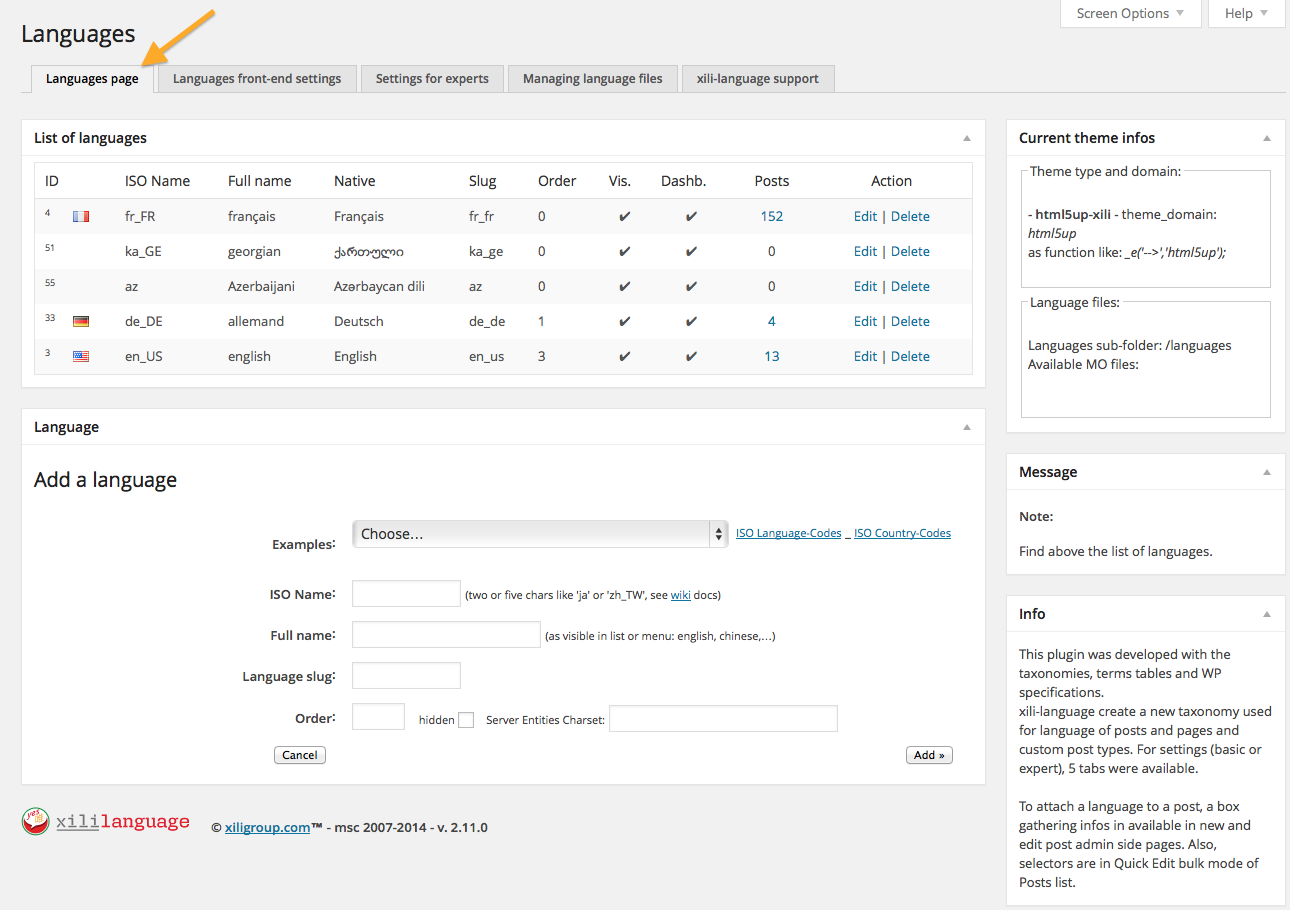 Screen Options
Help
Languages
Languages page
Languages front-end settings
Settings for experts
Managing language files
xili-language support
List of languages
ID ISO Name Full name Native Slug Order Vis. Dashb. Posts Action
4 fr_FR français Français fr_fr 0 ✔ ✔ 152 Edit | Delete
51 ka_GE georgian ქართული ka_ge 0 ✔ ✔ 0 Edit | Delete
55 az Azerbaijani Azərbaycan dili az 0 ✔ ✔ 0 Edit | Delete
33 de_DE allemand Deutsch de_de 1 ✔ ✔ 4 Edit | Delete
3 en_US english English en_us 3 ✔ ✔ 13 Edit | Delete
Language
Add a language
Examples: Choose... ISO Language-Codes _ ISO Country-Codes
ISO Name: (two or five chars like 'ja' or 'zh_TW', see wiki docs)
Full name: (as visible in list or menu: english, chinese,...)
Language slug:
Order: hidden Server Entities Charset:
Cancel Add »
xililanguage © xiligroup.com™ - msc 2007-2014 - v. 2.11.0
Current theme infos
Theme type and domain:
- html5up-xili - theme_domain:
html5up
as function like: _e('-->','html5up');
Language files:
Languages sub-folder: /languages
Available MO files:
Message
Note:
Find above the list of languages.
Info
This plugin was developed with the
taxonomies, terms tables and WP
specifications.
xili-language create a new taxonomy used
for language of posts and pages and
custom post types. For settings (basic or
expert), 5 tabs were available.
To attach a language to a post, a box
gathering infos in available in new and
edit post admin side pages. Also,
selectors are in Quick Edit bulk mode of
Posts list.